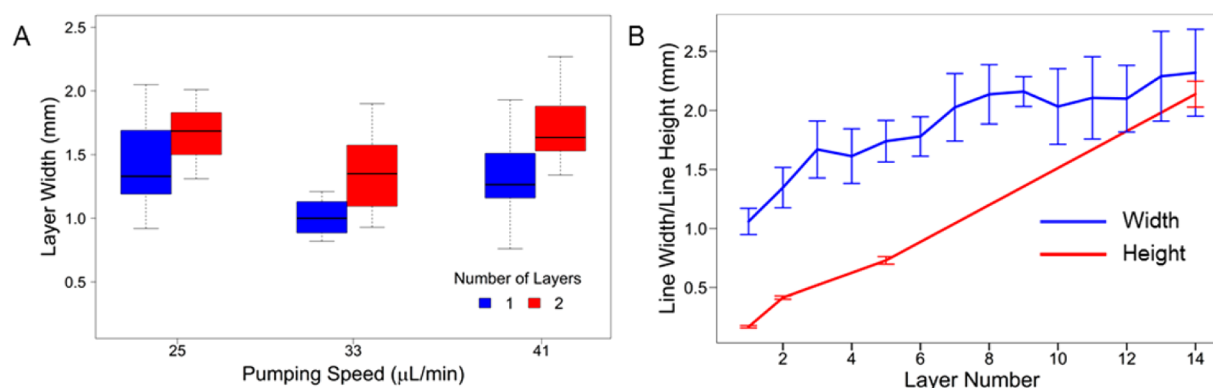 A
Layer Width (mm)
2.5
2.0
1.5
1.0
0.5
Number of Layers
1 2
25 33 41
Pumping Speed (μL/min)
B
Line Width/Line Height (mm)
2.5
2.0
1.5
1.0
0.5
Width
Height
2 4 6 8 10 12 14
Layer Number